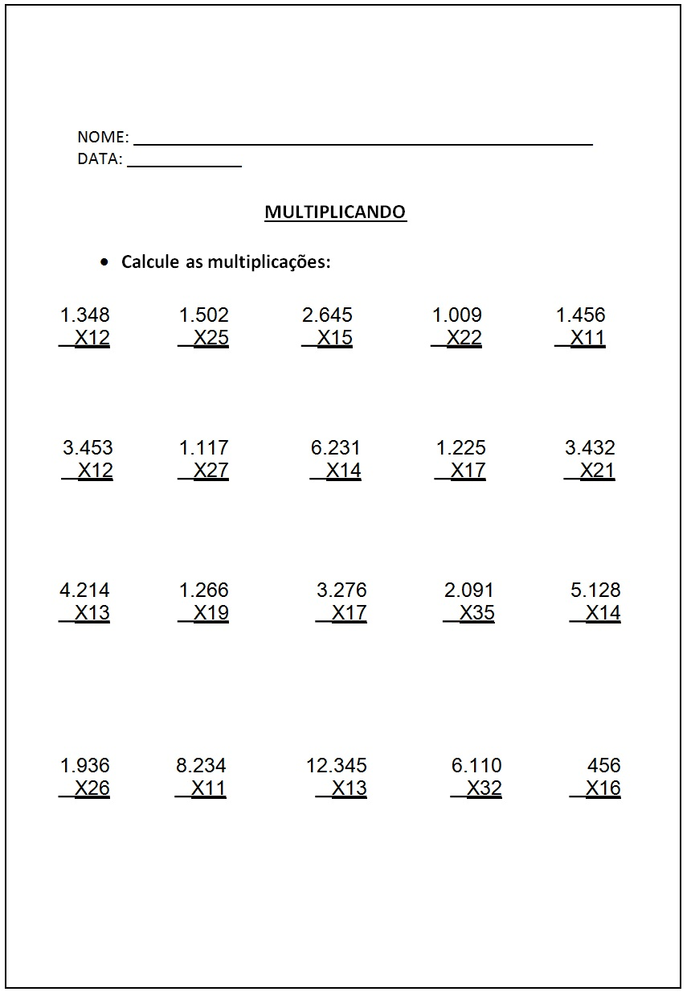 NOME: ____________________________________________________
DATA: _____________
MULTIPLICANDO
• Calcule as multiplicações:
1.348 1.502 2.645 1.009 1.456
X12 X25 X15 X22 X11
3.453 1.117 6.231 1.225 3.432
X12 X27 X14 X17 X21
4.214 1.266 3.276 2.091 5.128
X13 X19 X17 X35 X14
1.936 8.234 12.345 6.110 456
X26 X11 X13 X32 X16